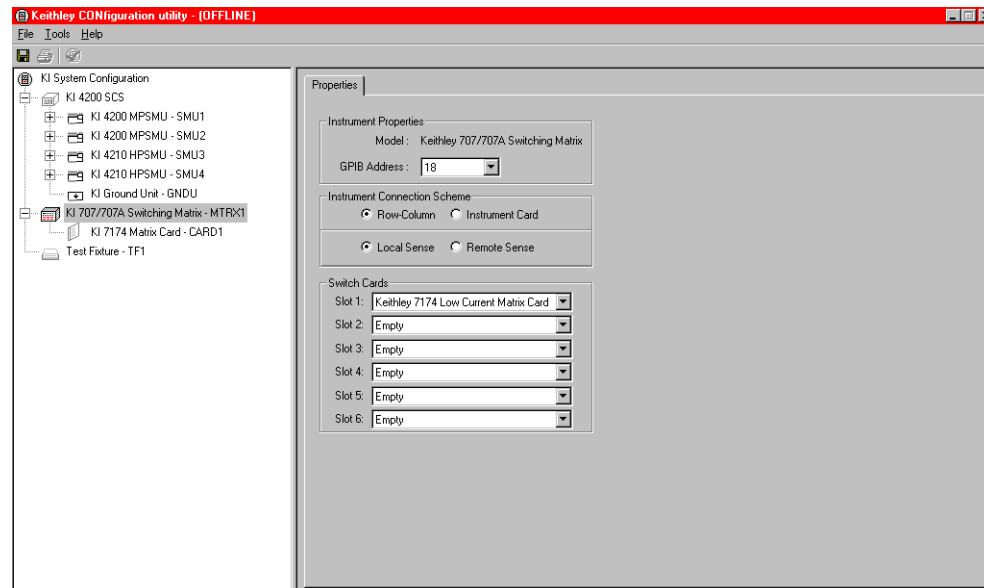 Keithley CONfiguration utility - (OFFLINE)
File Tools Help
KI System Configuration
KI 4200 SCS
KI 4200 MPSMU - SMU1
KI 4200 MPSMU - SMU2
KI 4210 HPSMU - SMU3
KI 4210 HPSMU - SMU4
KI Ground Unit - GNDU
KI 707/707A Switching Matrix - MTRX1
KI 7174 Matrix Card - CARD1
Test Fixture - TF1
Properties
Instrument Properties
Model : Keithley 707/707A Switching Matrix
GPIB Address : 18
Instrument Connection Scheme
Row-Column Instrument Card
Local Sense Remote Sense
Switch Cards
Slot 1: Keithley 7174 Low Current Matrix Card
Slot 2: Empty
Slot 3: Empty
Slot 4: Empty
Slot 5: Empty
Slot 6: Empty